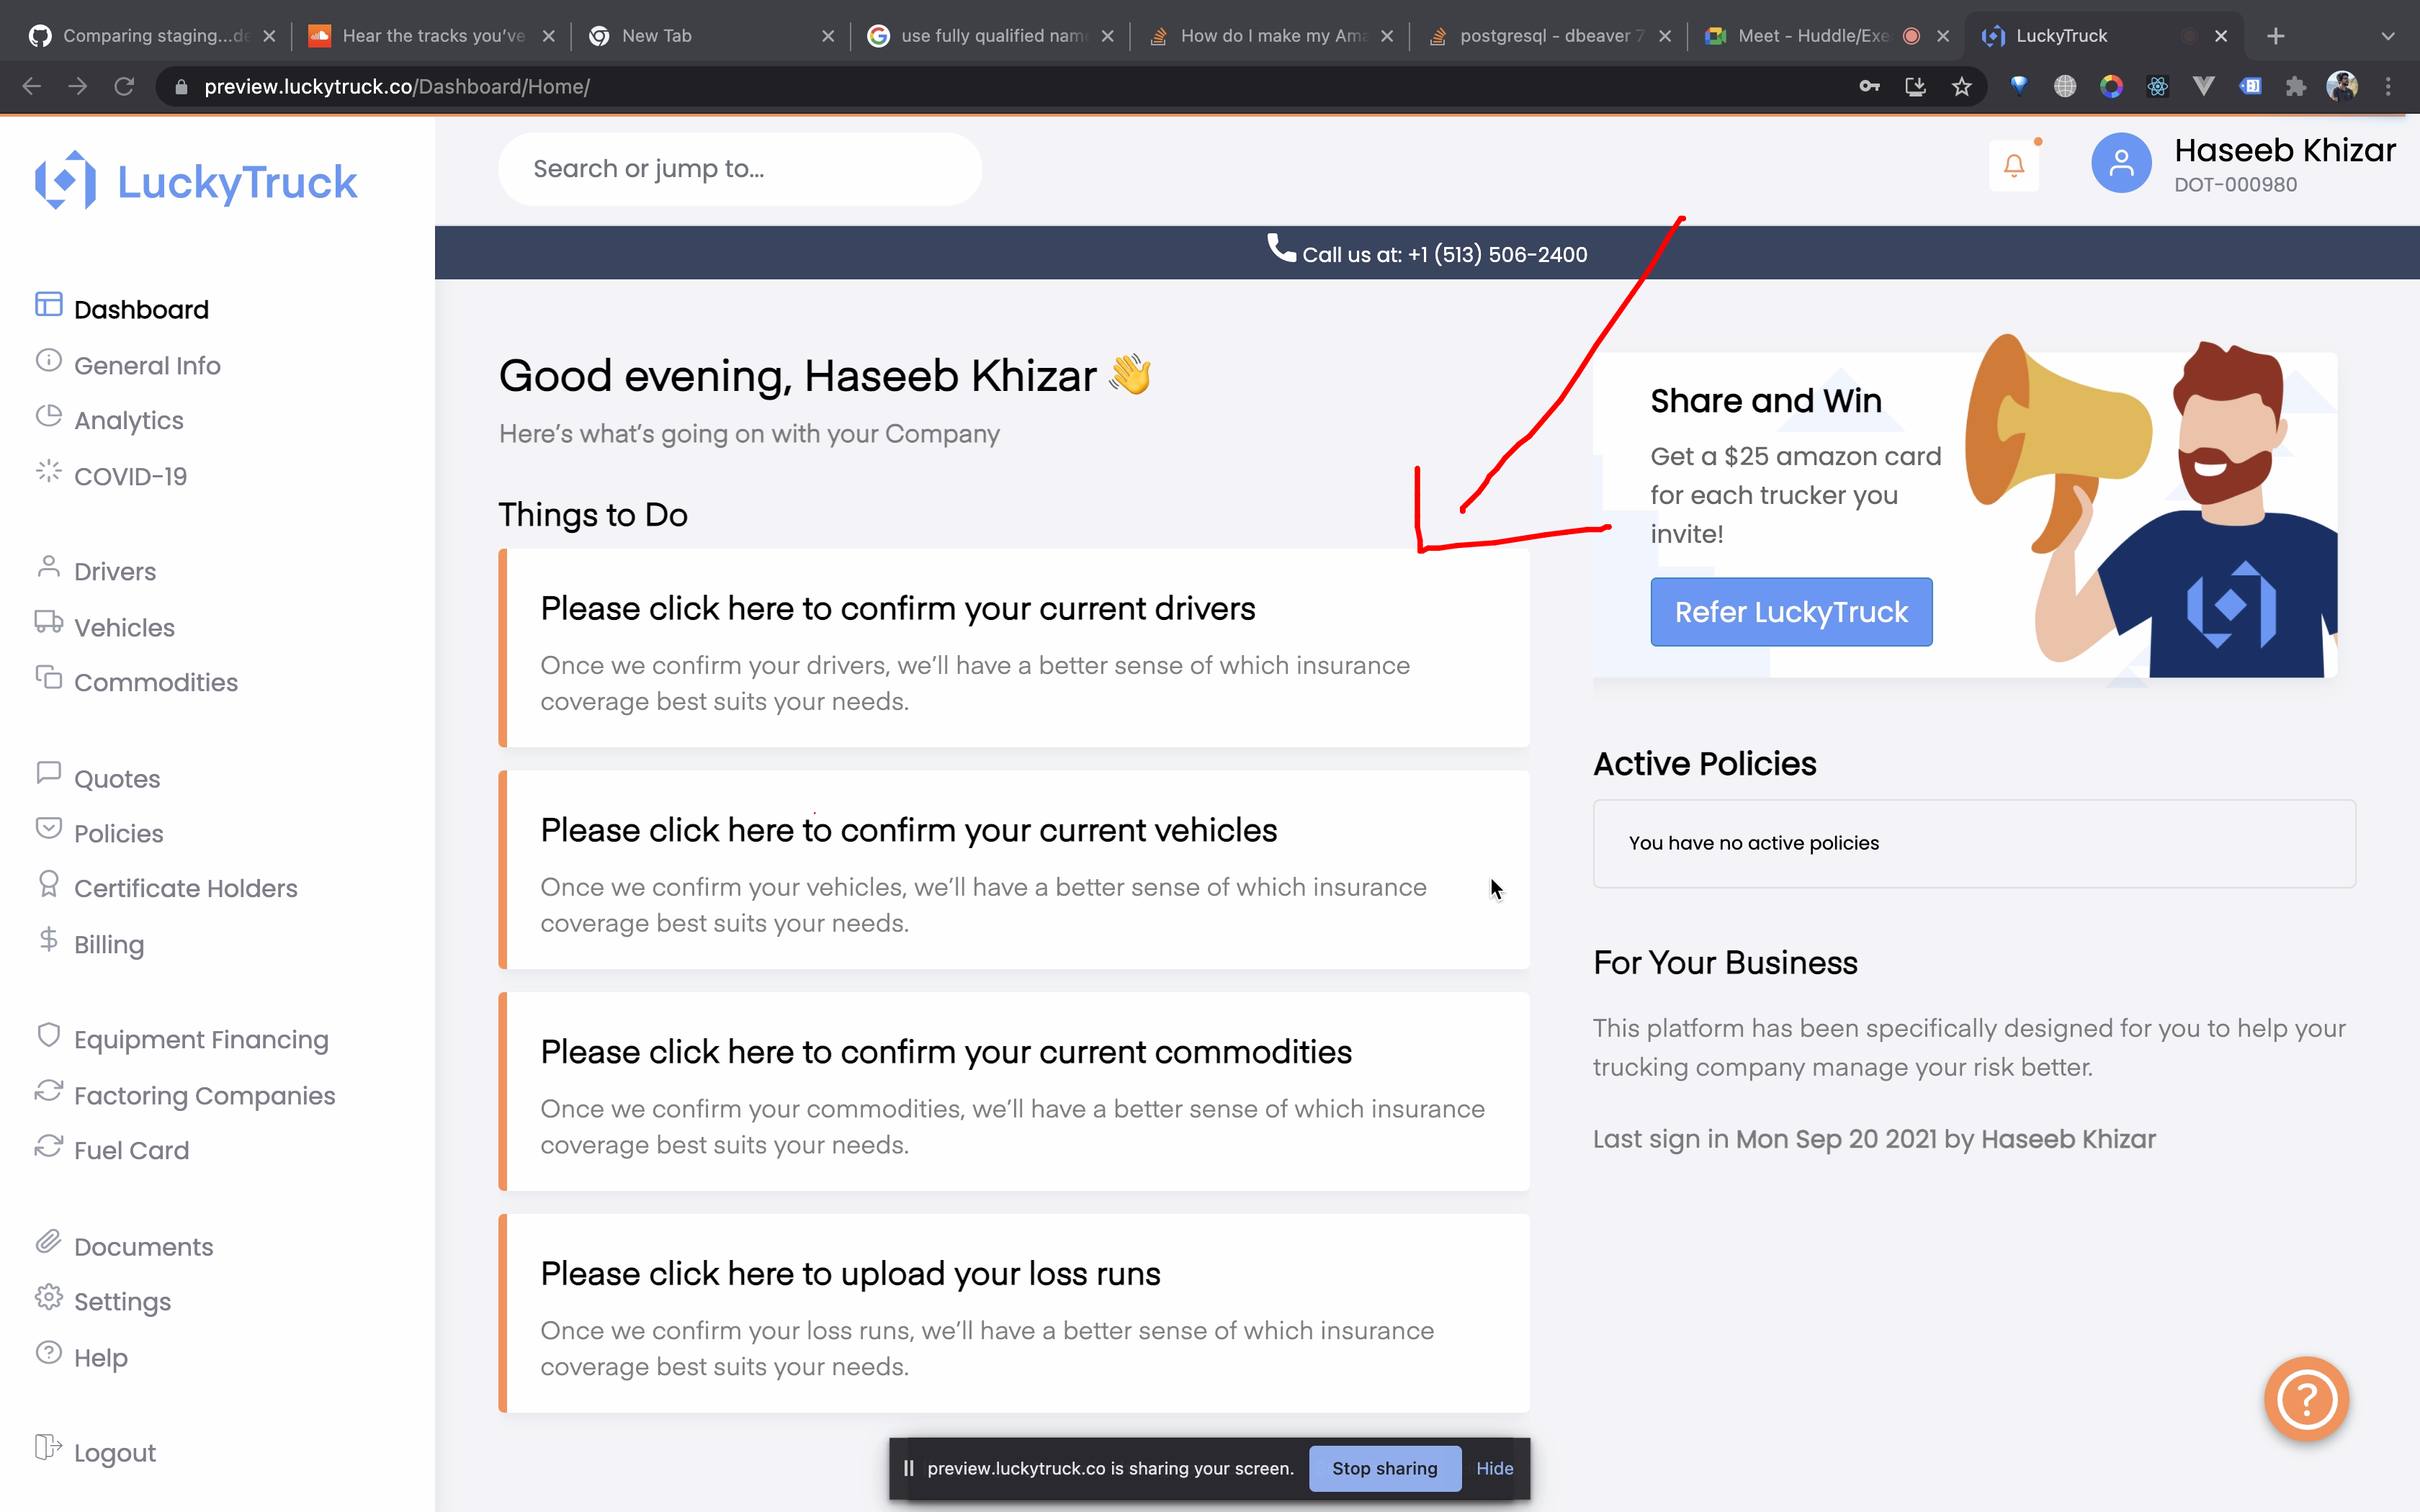 Comparing staging...de
Hear the tracks you've
New Tab
use fully qualified nam
How do I make my Ama
postgresql - dbeaver 7
Meet - Huddle/Exe
LuckyTruck
preview.luckytruck.co/Dashboard/Home/
LuckyTruck
Search or jump to...
Haseeb Khizar
DOT-000980
Call us at: +1 (513) 506-2400
Dashboard
General Info
Analytics
COVID-19
Drivers
Vehicles
Commodities
Quotes
Policies
Certificate Holders
Billing
Equipment Financing
Factoring Companies
Fuel Card
Documents
Settings
Help
Logout
Good evening, Haseeb Khizar 👋
Here's what's going on with your Company
Things to Do
Please click here to confirm your current drivers
Once we confirm your drivers, we'll have a better sense of which insurance
coverage best suits your needs.
Please click here to confirm your current vehicles
Once we confirm your vehicles, we'll have a better sense of which insurance
coverage best suits your needs.
Please click here to confirm your current commodities
Once we confirm your commodities, we'll have a better sense of which insurance
coverage best suits your needs.
Please click here to upload your loss runs
Once we confirm your loss runs, we'll have a better sense of which insurance
coverage best suits your needs.
Share and Win
Get a $25 amazon card
for each trucker you
invite!
Refer LuckyTruck
Active Policies
You have no active policies
For Your Business
This platform has been specifically designed for you to help your
trucking company manage your risk better.
Last sign in Mon Sep 20 2021 by Haseeb Khizar
preview.luckytruck.co is sharing your screen.
Stop sharing
Hide